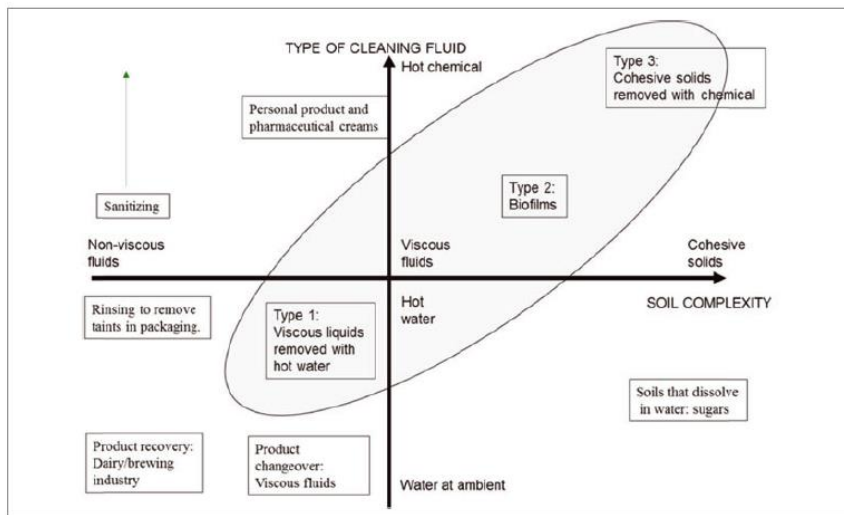 TYPE OF CLEANING FLUID
Hot chemical
Type 3:
Cohesive solids
removed with chemical
Personal product and
pharmaceutical creams
Type 2:
Biofilms
Sanitizing
Non-viscous
fluids
Viscous
fluids
Cohesive
solids
Rinsing to remove
taints in packaging.
Type 1:
Viscous liquids
removed with
hot water
Hot
water
SOIL COMPLEXITY
Soils that dissolve
in water: sugars
Product recovery:
Dairy/brewing
industry
Product
changeover:
Viscous fluids
Water at ambient